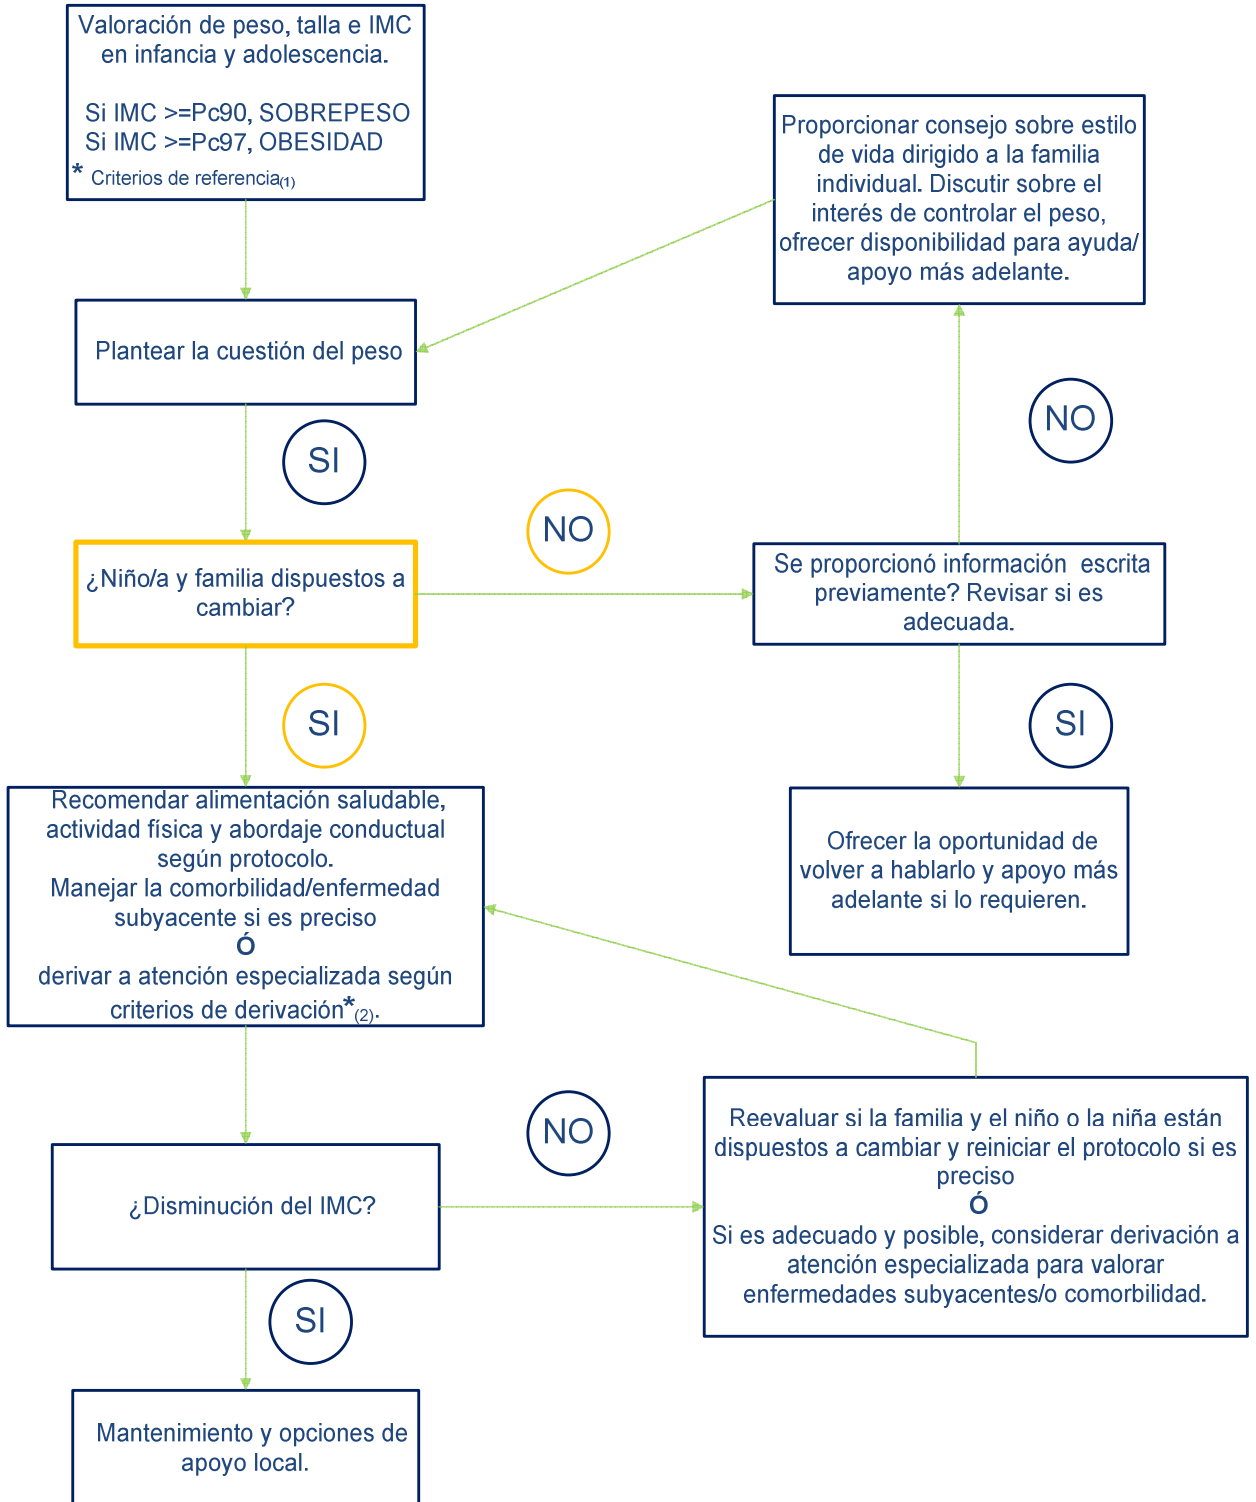 Valoración de peso, talla e IMC
en infancia y adolescencia.
Si IMC >=Pc90, SOBREPESO
Si IMC >=Pc97, OBESIDAD
* Criterios de referencia(1)
Proporcionar consejo sobre estilo
de vida dirigido a la familia
individual. Discutir sobre el
interés de controlar el peso,
ofrecer disponibilidad para ayuda/
apoyo más adelante.
Plantear la cuestión del peso
NO
SI
NO
¿Niño/a y familia dispuestos a
cambiar?
Se proporcionó información escrita
previamente? Revisar si es
adecuada.
SI
SI
Recomendar alimentación saludable,
actividad física y abordaje conductual
según protocolo.
Manejar la comorbilidad/enfermedad
subyacente si es preciso
Ó
derivar a atención especializada según
criterios de derivación*(2).
Ofrecer la oportunidad de
volver a hablarlo y apoyo más
adelante si lo requieren.
NO
¿Disminución del IMC?
Reevaluar si la familia y el niño o la niña están
dispuestos a cambiar y reiniciar el protocolo si es
preciso
Ó
Si es adecuado y posible, considerar derivación a
atención especializada para valorar
enfermedades subyacentes/o comorbilidad.
SI
Mantenimiento y opciones de
apoyo local.